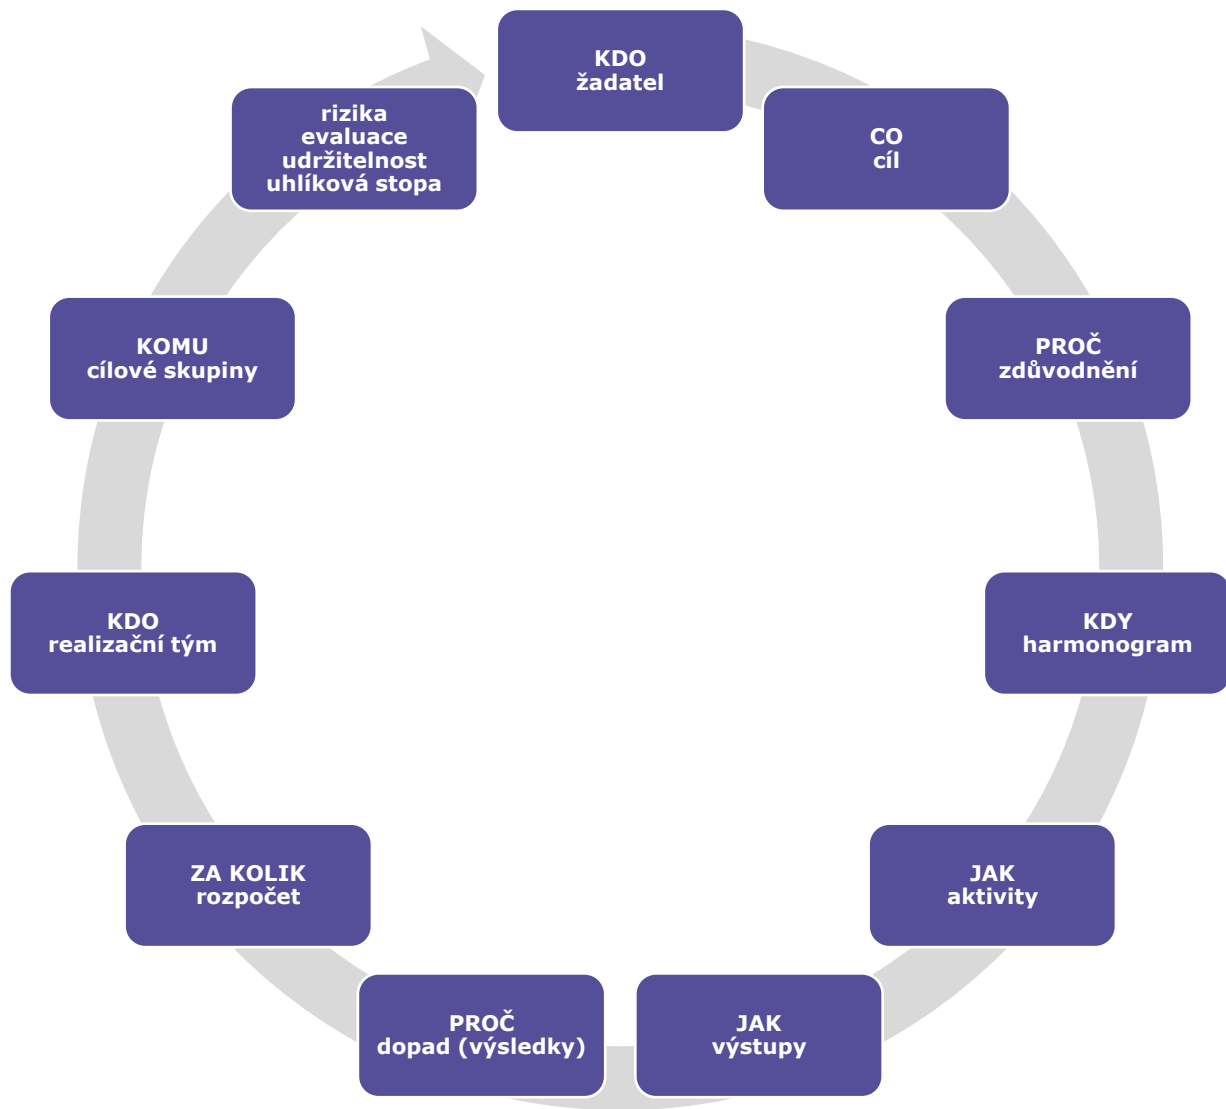 KDO
žadatel
CO
cíl
PROČ
zdůvodnění
KDY
harmonogram
JAK
aktivity
JAK
výstupy
PROČ
dopad (výsledky)
ZA KOLIK
rozpočet
KDO
realizační tým
KOMU
cílové skupiny
rizika
evaluace
udržitelnost
uhlíková stopa